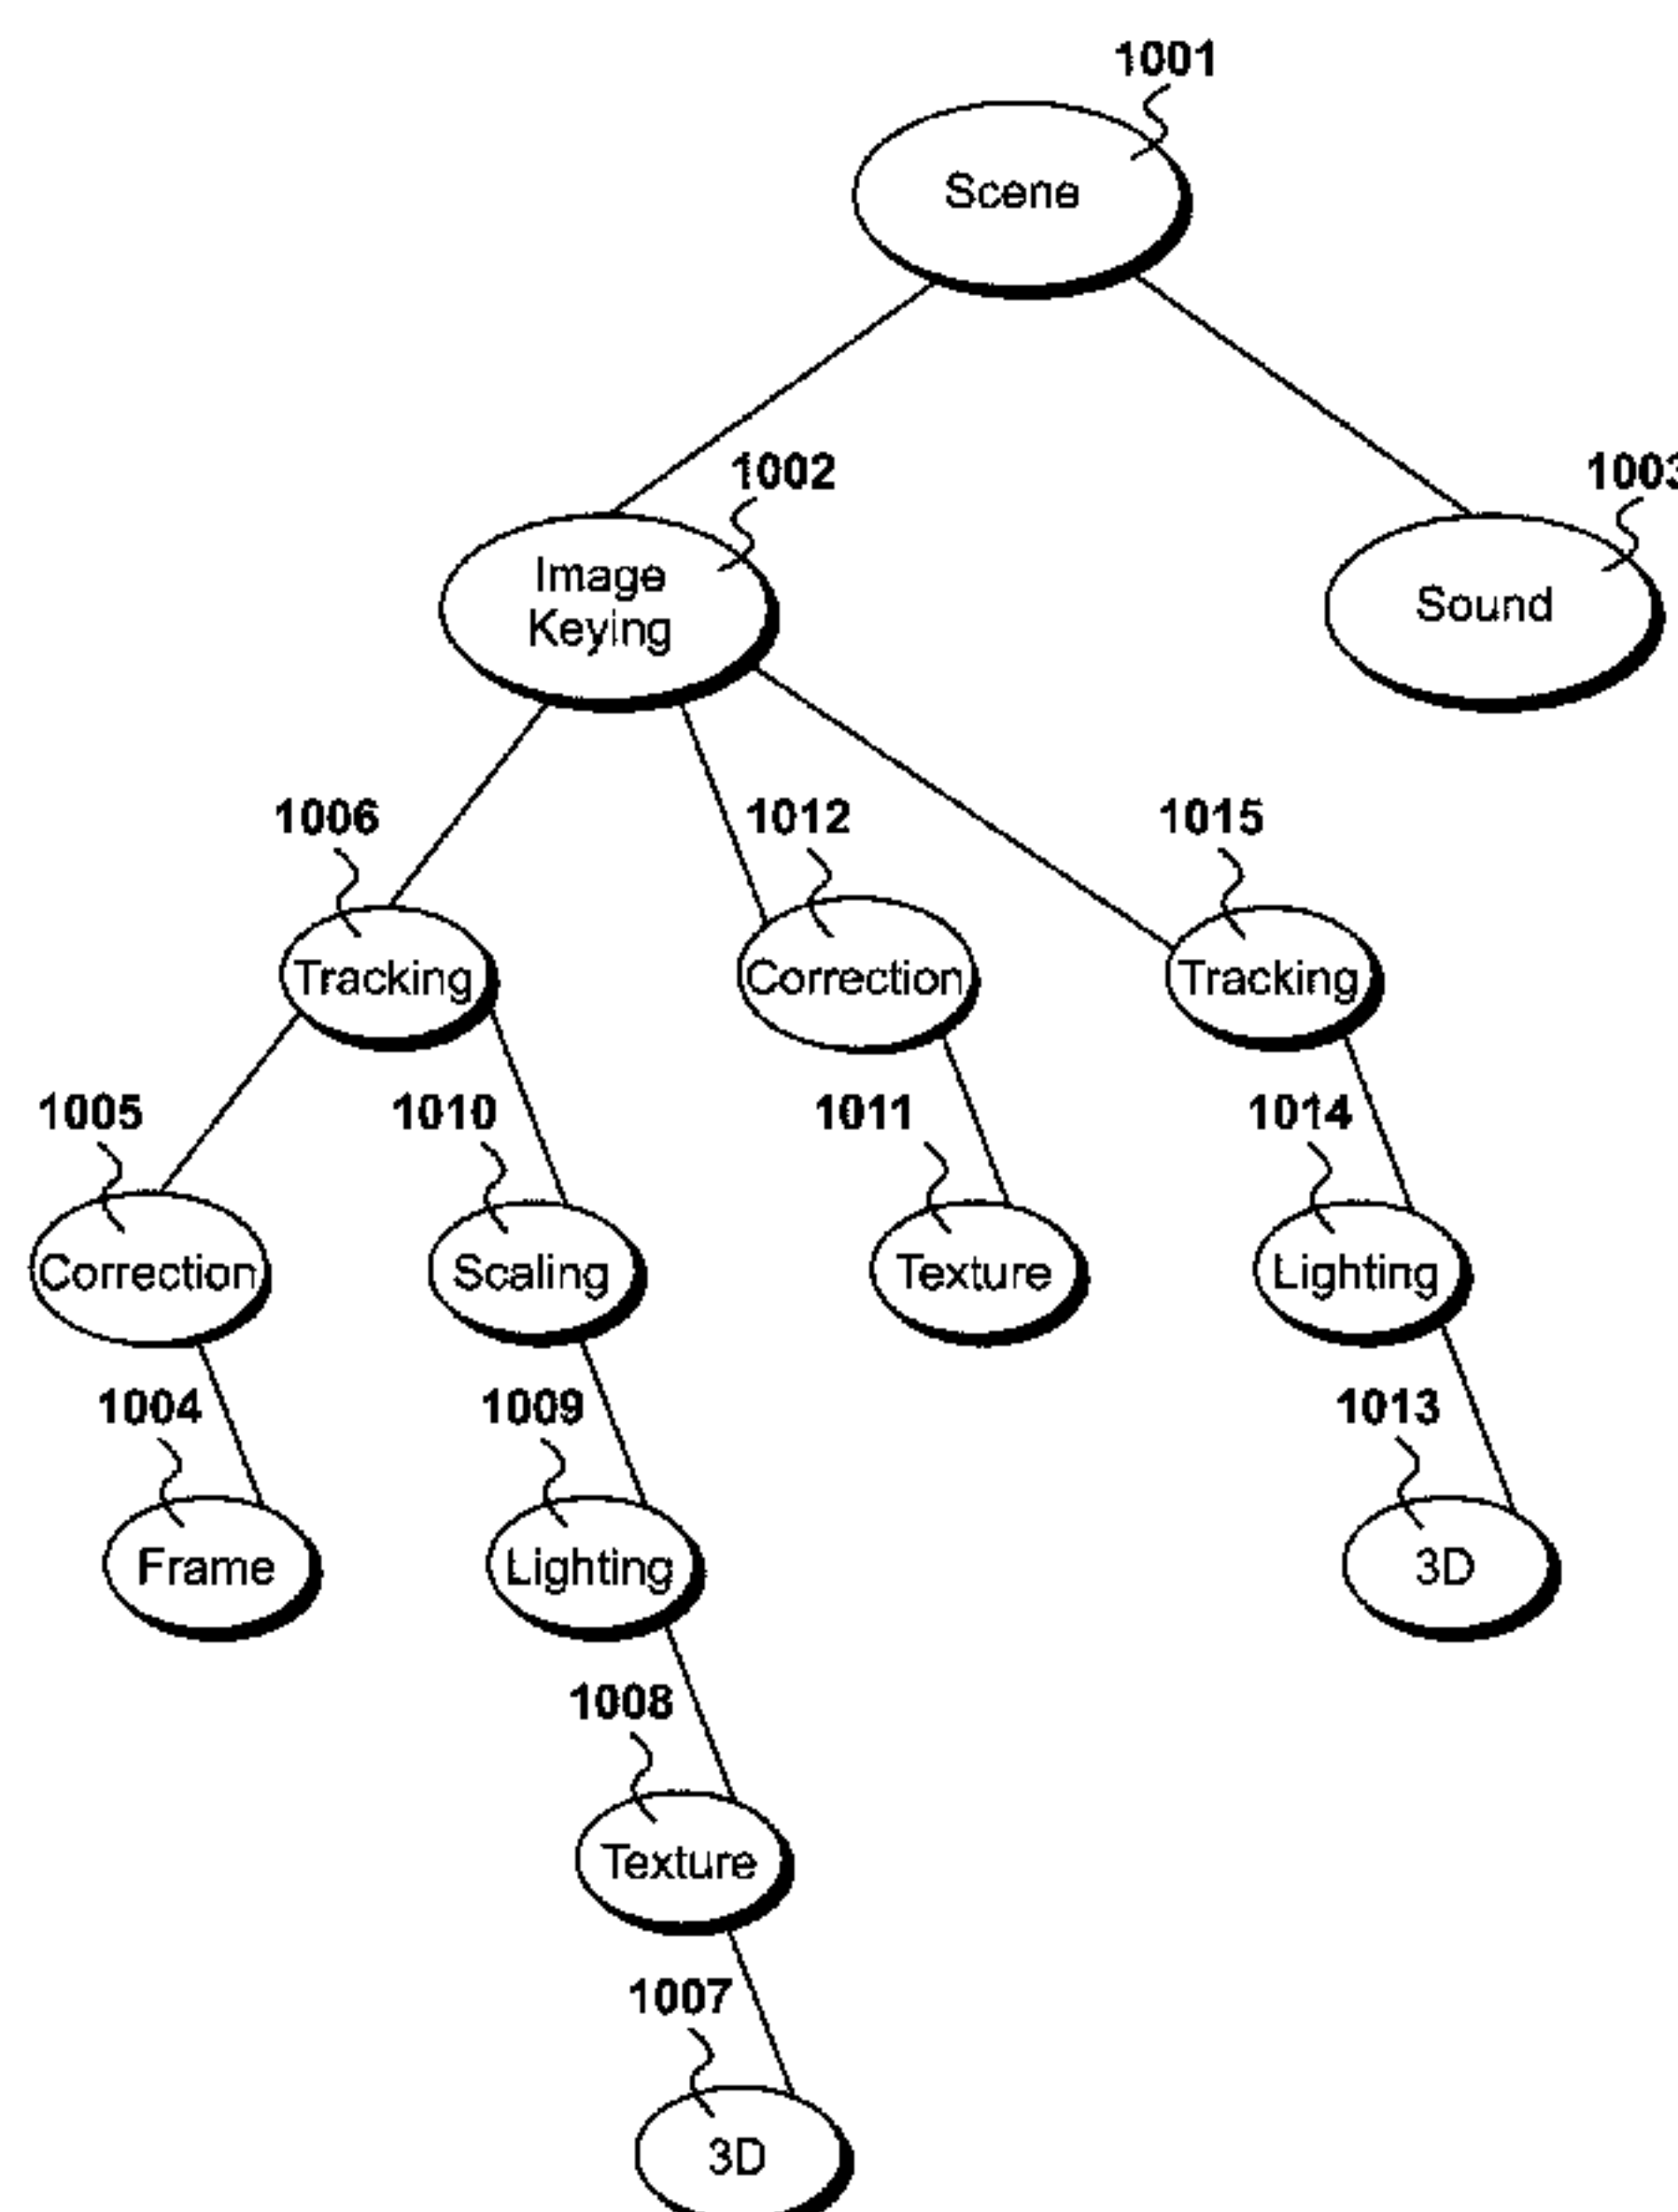 1001
Scene
1002
1003
Image
Keying
Sound
1006
1012
1015
Tracking
Correction
Tracking
1005
1010
1011
1014
Correction
Scaling
Texture
Lighting
1004
1009
1013
Frame
Lighting
3D
1008
Texture
1007
3D